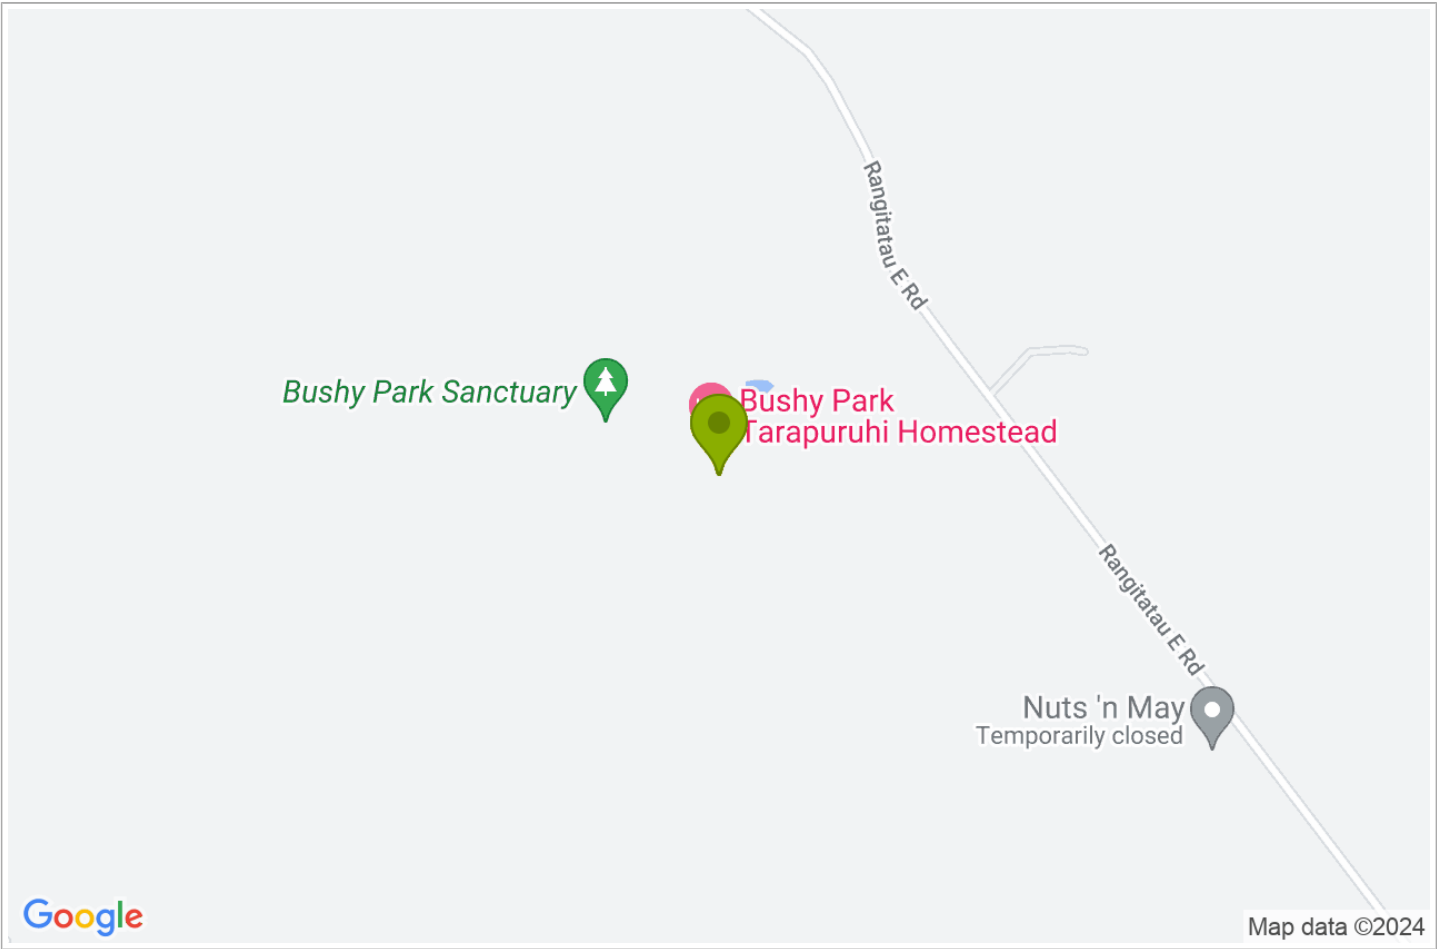 Rangitatau E Rd
Bushy Park Sanctuary
Bushy Park
Tarapuruhi Homestead
Rangitatau E Rd
Nuts 'n May
Temporarily closed
Google
Map data ©2024